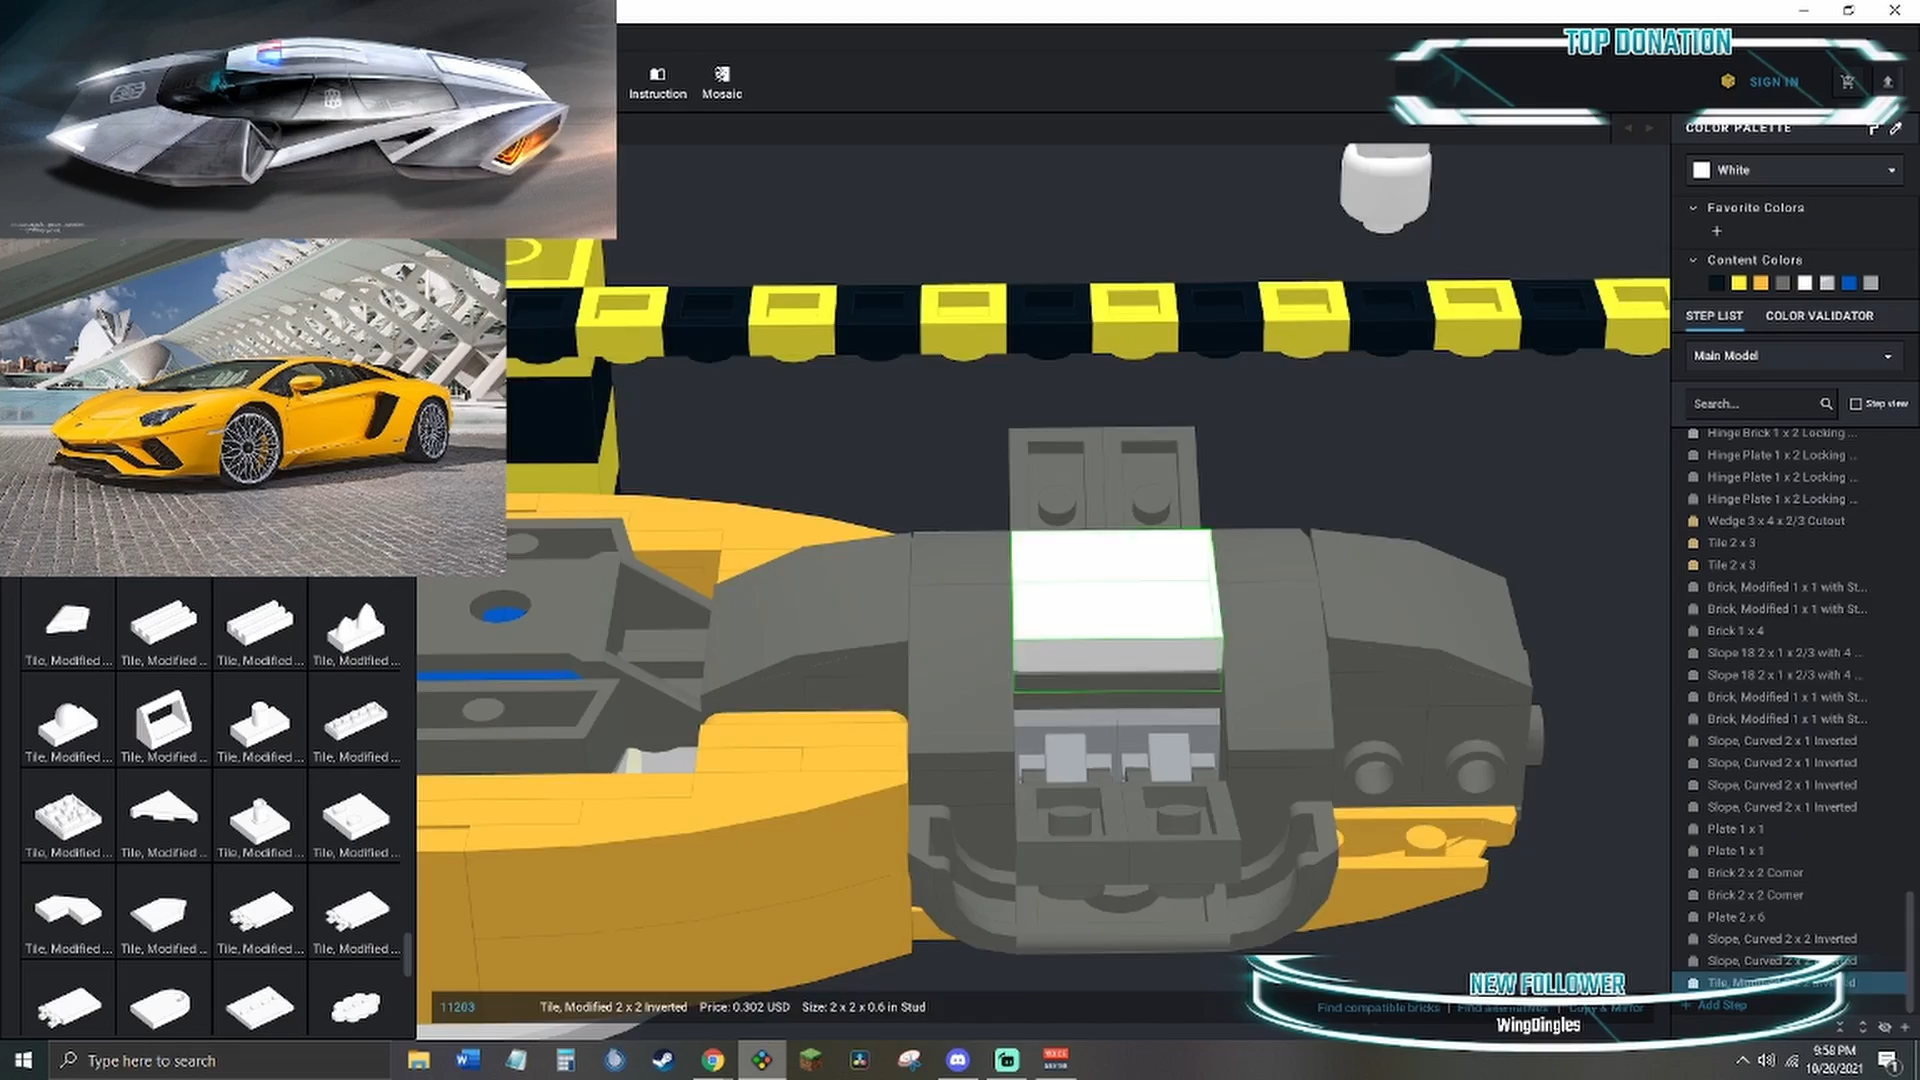 TOP DONATION
SIGN IN
Instruction
Mosaic
COLOR PALETTE
White
Favorite Colors
+
Content Colors
STEP LIST
COLOR VALIDATOR
Main Model
Search...
Step view
Hinge Brick 1 x 2 Locking ...
Hinge Plate 1 x 2 Locking ...
Hinge Plate 1 x 2 Locking ...
Hinge Plate 1 x 2 Locking ...
Wedge 3 x 4 x 2/3 Cutout
Tile 2 x 3
Tile 2 x 3
Brick, Modified 1 x 1 with St...
Brick, Modified 1 x 1 with St...
Brick 1 x 4
Slope 18 2 x 1 x 2/3 with 4 ...
Slope 18 2 x 1 x 2/3 with 4 ...
Brick, Modified 1 x 1 with St...
Brick, Modified 1 x 1 with St...
Slope, Curved 2 x 1 Inverted
Slope, Curved 2 x 1 Inverted
Slope, Curved 2 x 1 Inverted
Slope, Curved 2 x 1 Inverted
Plate 1 x 1
Plate 1 x 1
Brick 2 x 2 Corner
Brick 2 x 2 Corner
Plate 2 x 6
Slope, Curved 2 x 2 Inverted
Slope, Curved 2 x 2
+ Add Step
Tile, Modified ... Tile, Modified ... Tile, Modified ... Tile, Modified ...
Tile, Modified ... Tile, Modified ... Tile, Modified ... Tile, Modified ...
Tile, Modified ... Tile, Modified ... Tile, Modified ... Tile, Modified ...
Tile, Modified ... Tile, Modified ... Tile, Modified ... Tile, Modified ...
11203 Tile, Modified 2 x 2 Inverted Price: 0.302 USD Size: 2 x 2 x 0.6 in Stud
Find compatible bricks | Find alternatives | Copy & Mirror
NEW FOLLOWER
WingDingles
Type here to search
9:58 PM
10/26/2021